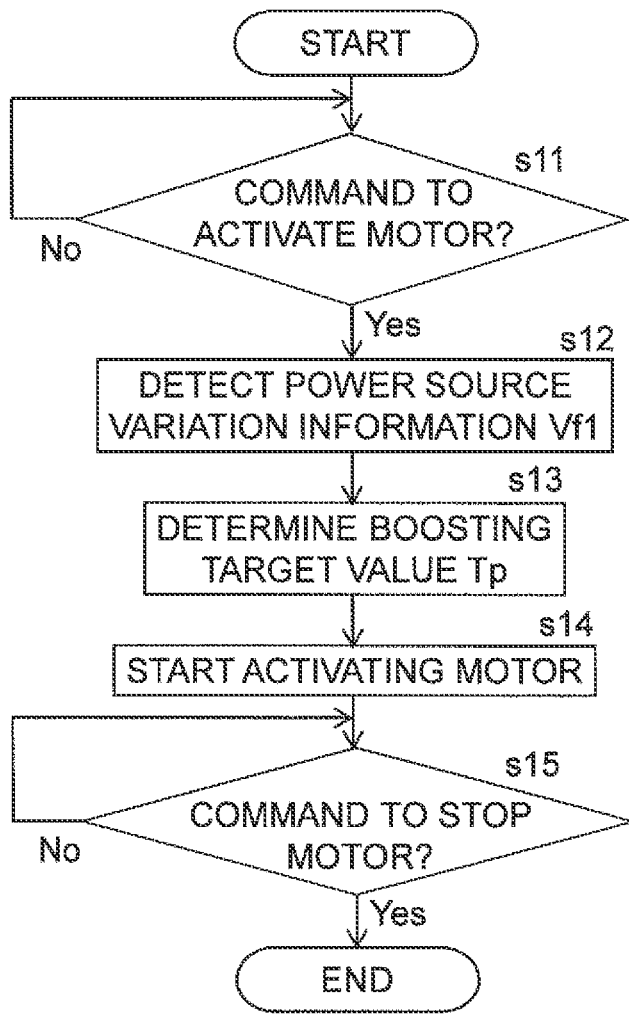 START
s11
COMMAND TO
ACTIVATE MOTOR?
No
Yes
s12
DETECT POWER SOURCE
VARIATION INFORMATION Vf1
s13
DETERMINE BOOSTING
TARGET VALUE Tp
s14
START ACTIVATING MOTOR
s15
COMMAND TO STOP
MOTOR?
No
Yes
END